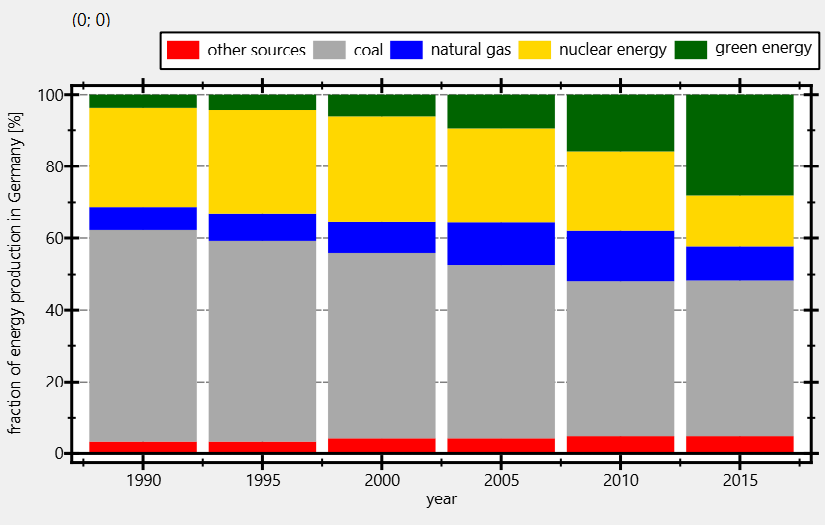 (0; 0)
other sources coal natural gas nuclear energy green energy
fraction of energy production in Germany [%]
100
80
60
40
20
0
1990 1995 2000 2005 2010 2015
year